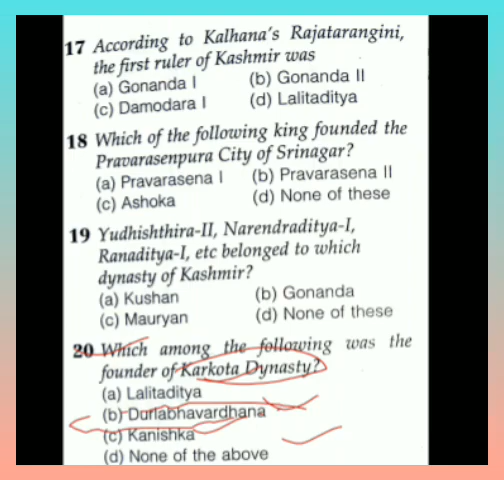 17 According to Kalhana's Rajatarangini,
the first ruler of Kashmir was
(a) Gonanda I (b) Gonanda II
(c) Damodara I (d) Lalitaditya
18 Which of the following king founded the
Pravarasenpura City of Srinagar?
(a) Pravarasena I (b) Pravarasena II
(c) Ashoka (d) None of these
19 Yudhishthira-II, Narendraditya-I,
Ranaditya-I, etc belonged to which
dynasty of Kashmir?
(a) Kushan (b) Gonanda
(c) Mauryan (d) None of these
20 Which among the following was the
founder of Karkota Dynasty?
(a) Lalitaditya
(b) Durlabhavardhana
(c) Kanishka
(d) None of the above